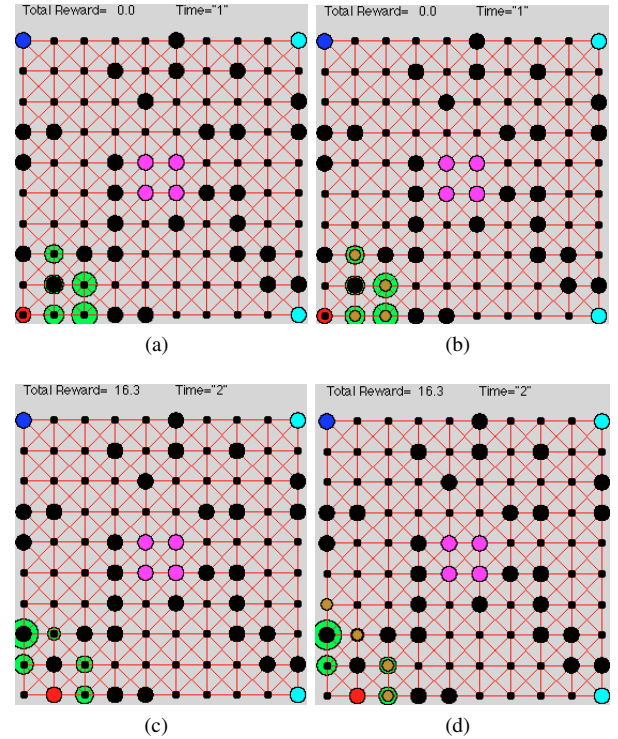 Total Reward= 0.0 Time="1"
Total Reward= 0.0 Time="1"
(a)
(b)
Total Reward= 16.3 Time="2"
Total Reward= 16.3 Time="2"
(c)
(d)